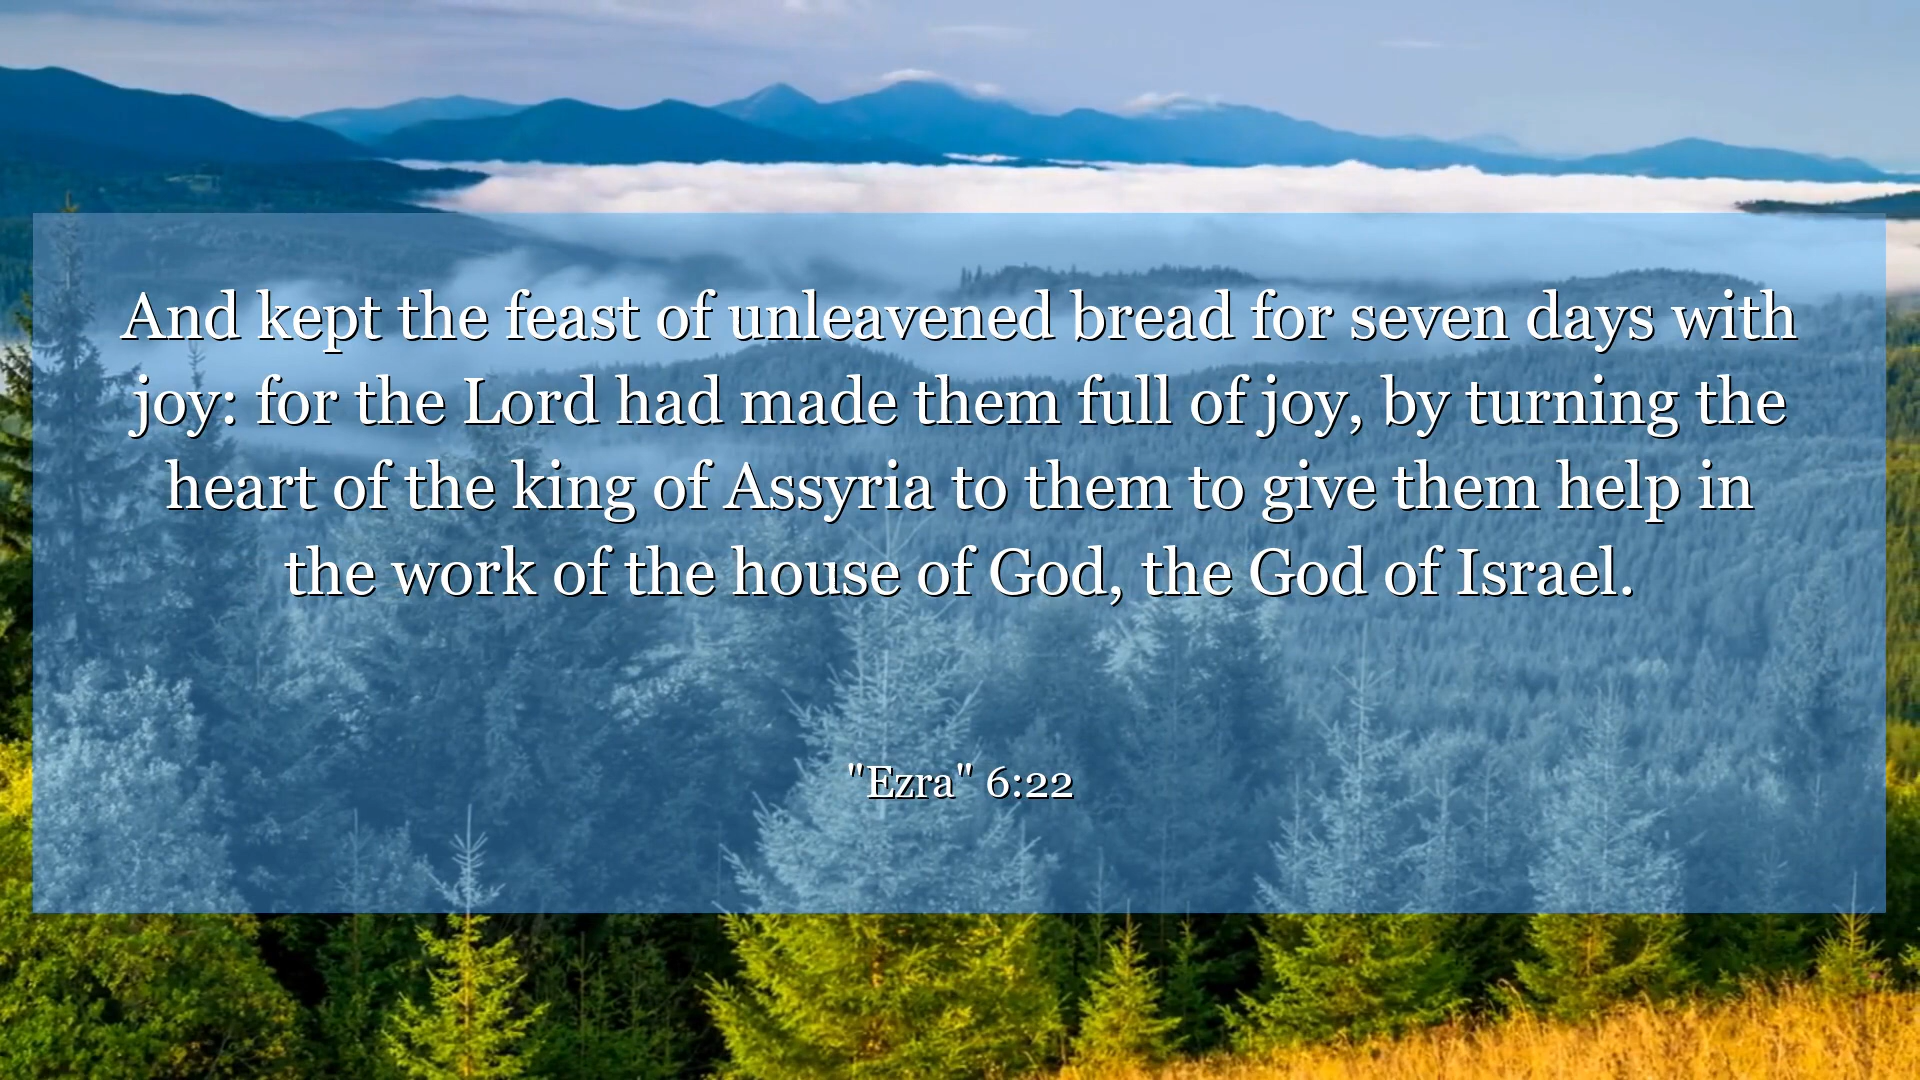 And kept the feast of unleavened bread for seven days with
joy: for the Lord had made them full of joy, by turning the
heart of the king of Assyria to them to give them help in
the work of the house of God, the God of Israel.
"Ezra" 6:22